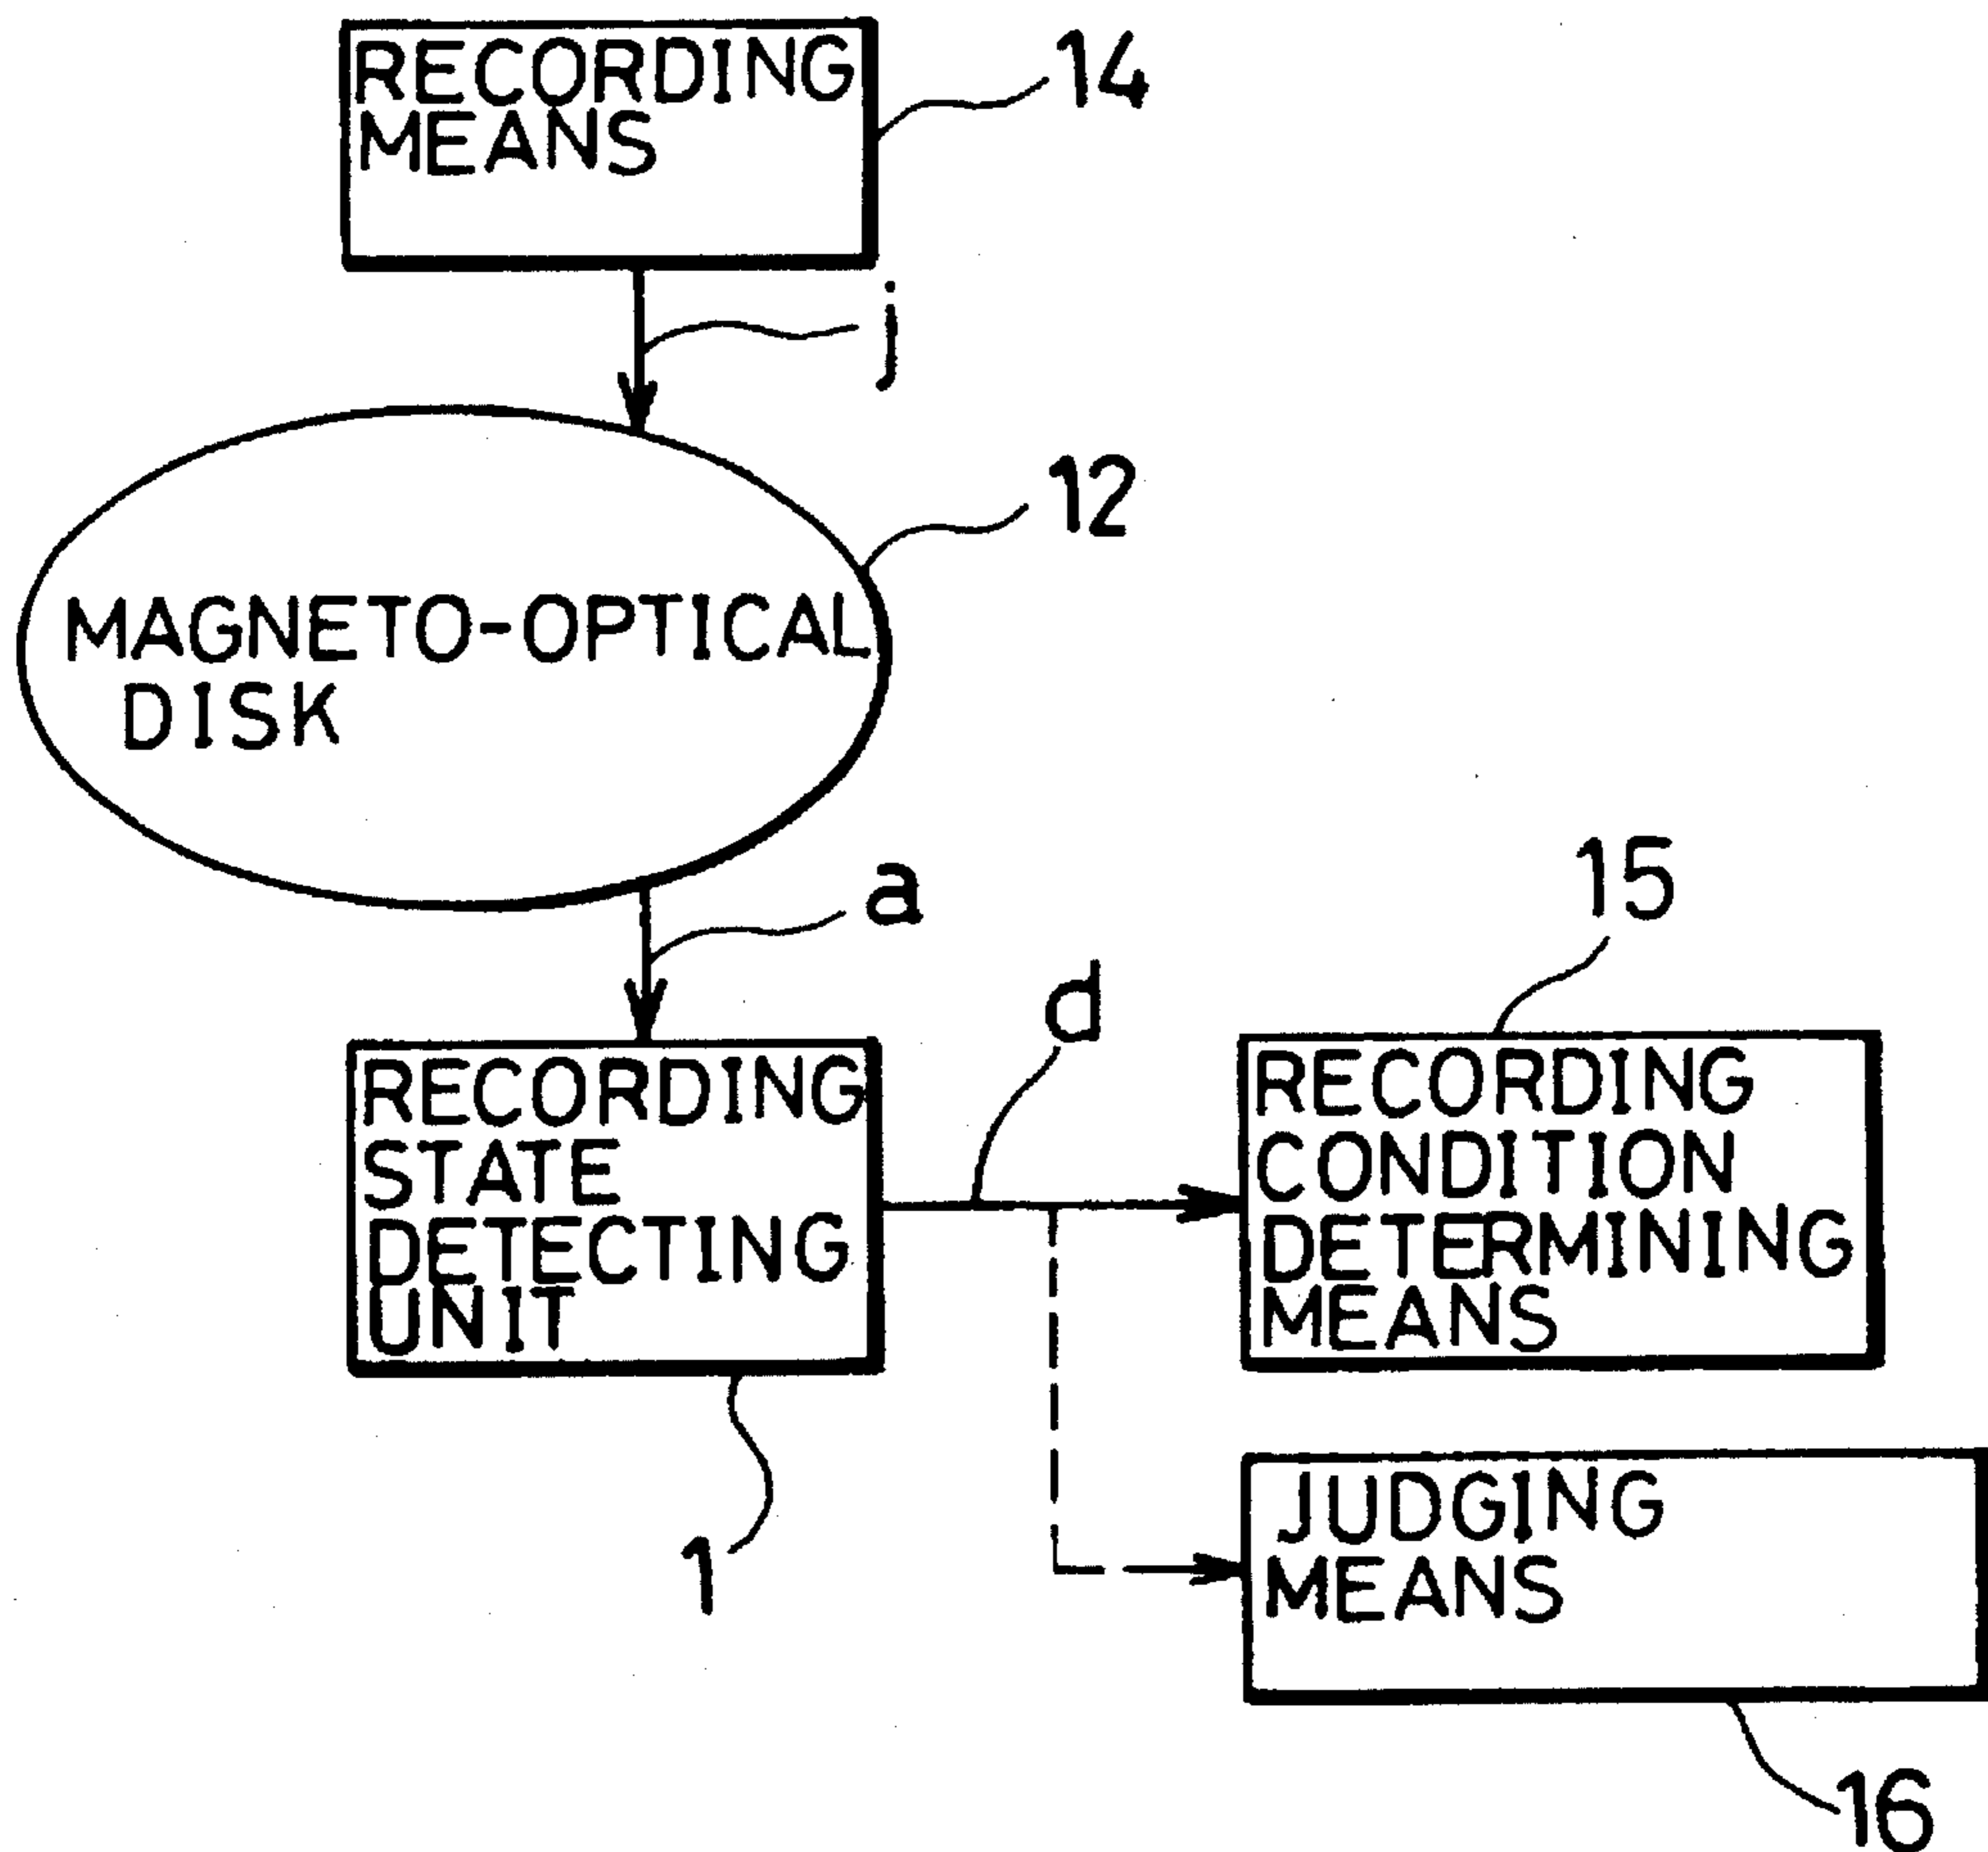 RECORDING
MEANS
14
j
12
MAGNETO-OPTICAL
DISK
a
15
d
RECORDING
STATE
DETECTING
UNIT
RECORDING
CONDITION
DETERMINING
MEANS
1
JUDGING
MEANS
16